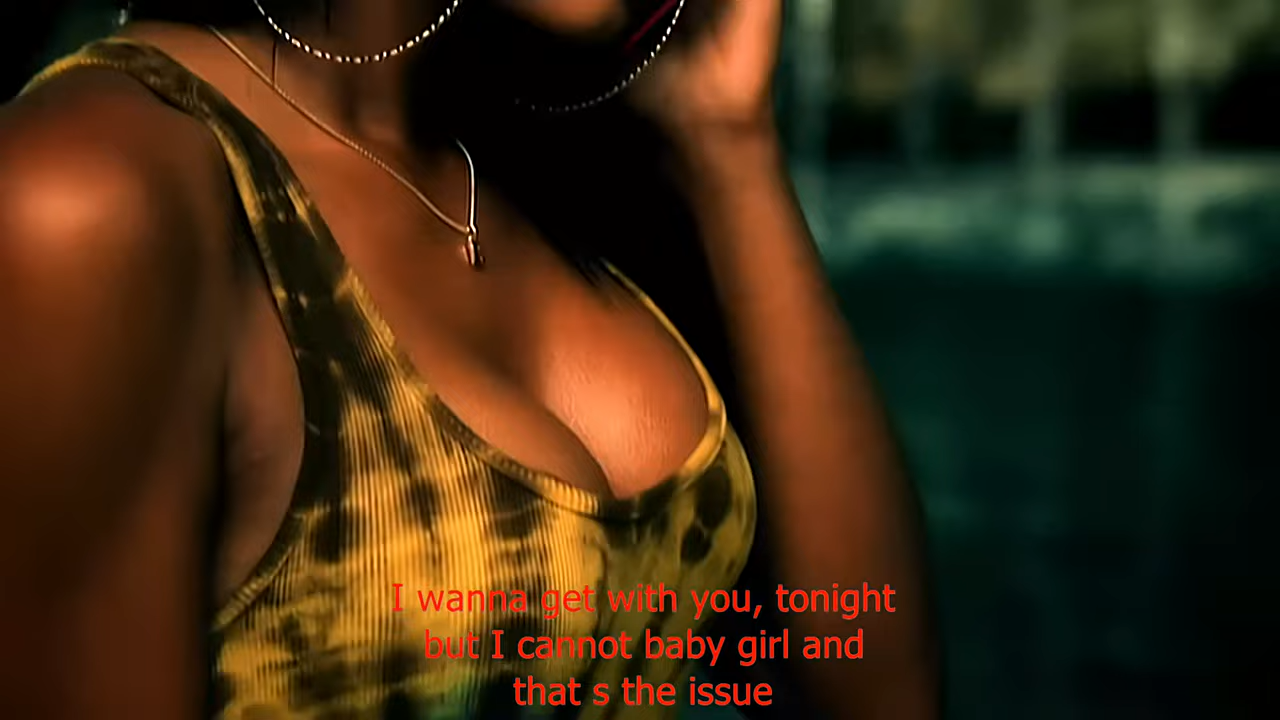 I wanna get with you, tonight
but I cannot baby girl and
that s the issue